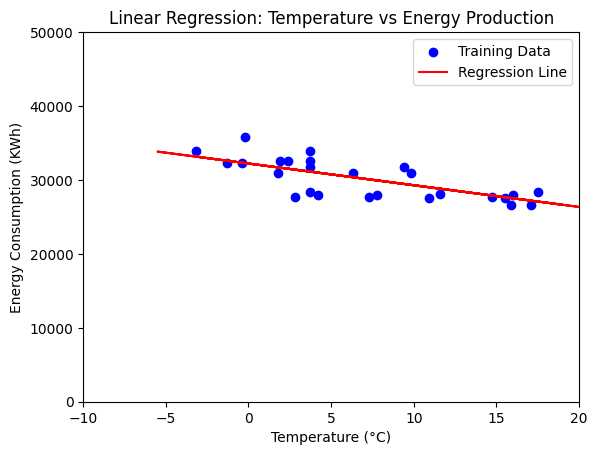 Linear Regression: Temperature vs Energy Production
50000
40000
30000
20000
10000
0
Energy Consumption (KWh)
Training Data
Regression Line
-10
-5
0
5
10
15
20
Temperature (°C)